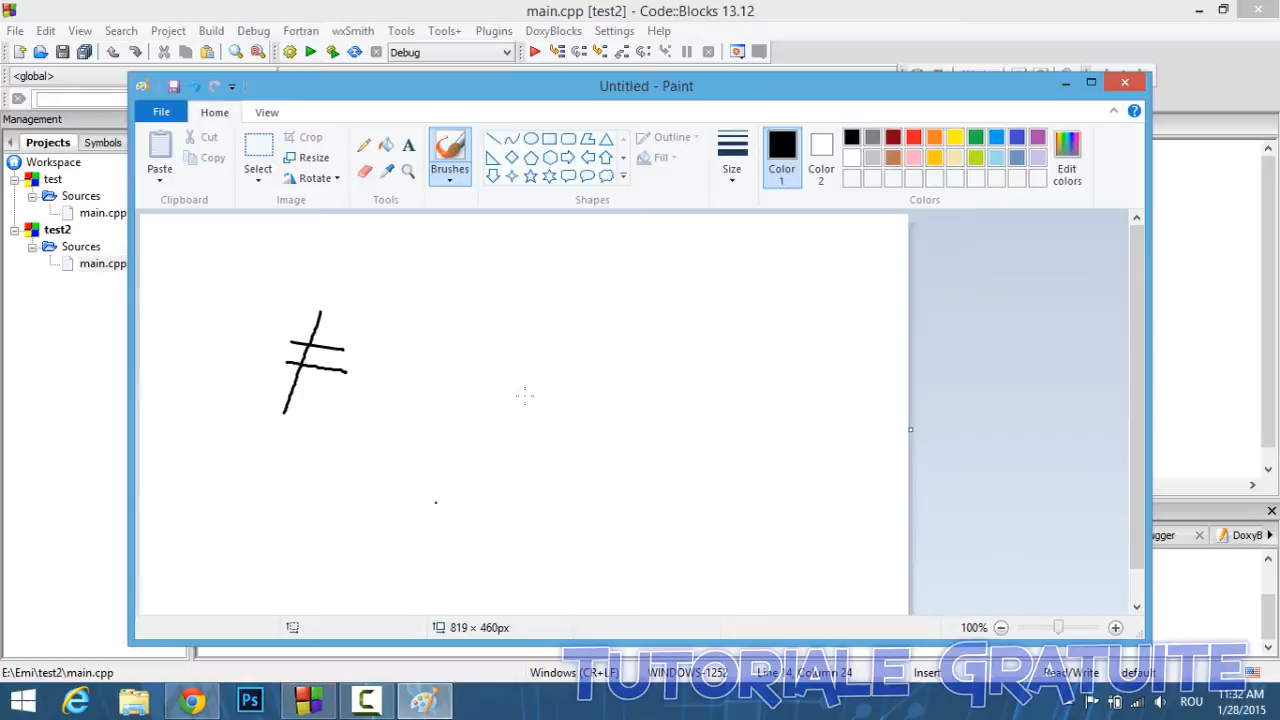 main.cpp [test2] - Code::Blocks 13.12
File Edit View Search Project Build Debug Fortran wxSmith Tools Tools+ Plugins DoxyBlocks Settings Help
Debug
<global>
Untitled - Paint
File Home View
Management
Projects Symbols
Workspace
test
Sources
main.cpp
test2
Sources
main.cpp
Paste
Cut
Copy
Clipboard
Select
Crop
Resize
Rotate
Image
Tools
Brushes
Shapes
Outline
Fill
Size
Color 1
Color 2
Edit colors
Colors
≠
DoxyB
819 × 460px
100%
E:\Emi\test2\main.cpp
Windows (CR+LF)
WINDOWS-1252
Line 14, Column 24
Insert
Read/Write
default
TUTORIALE GRATUITE
Ps
ROU
11:32 AM
1/28/2015